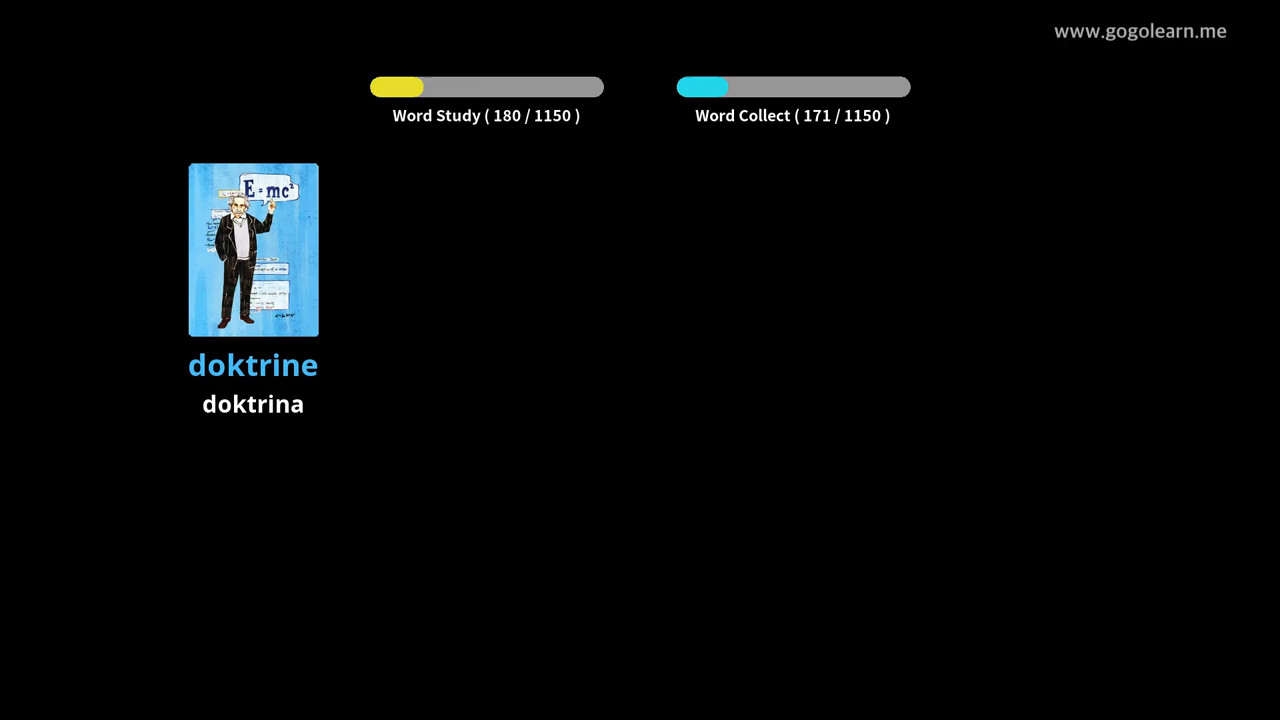 www.gogolearn.me
Word Study ( 180 / 1150 )
Word Collect ( 171 / 1150 )
E = mc²
doktrine
doktrina